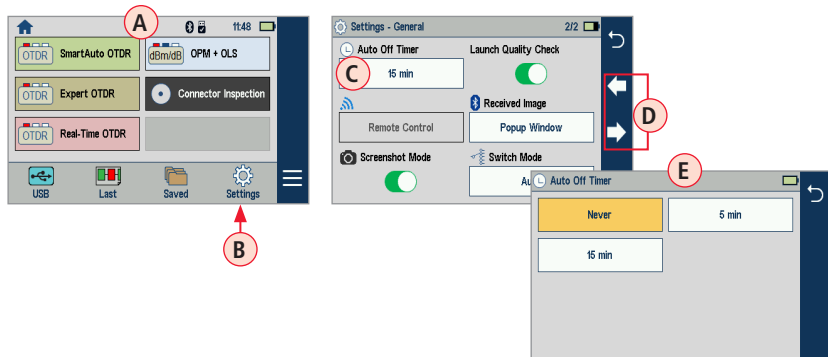 A
11:48
OTDR SmartAuto OTDR
dBm/dB OPM + OLS
OTDR Expert OTDR
Connector Inspection
OTDR Real-Time OTDR
USB
Last
Saved
Settings
B
Settings - General 2/2
Auto Off Timer
Launch Quality Check
C
15 min
Received Image
Remote Control
Popup Window
Screenshot Mode
Switch Mode
Au
D
E
Auto Off Timer
Never
5 min
15 min